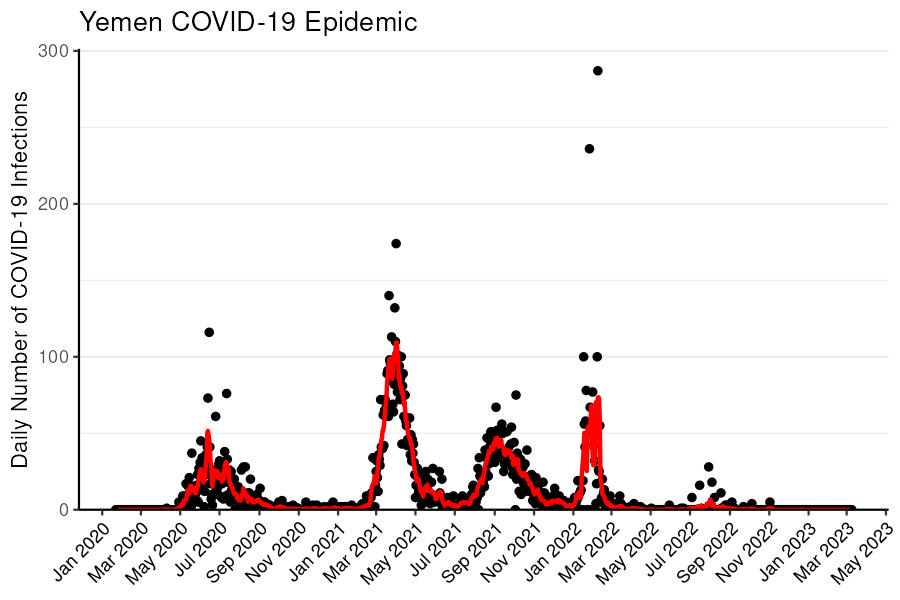 Yemen COVID-19 Epidemic
Daily Number of COVID-19 Infections
300
200
100
0
Jan 2020
Mar 2020
May 2020
Jul 2020
Sep 2020
Nov 2020
Jan 2021
Mar 2021
May 2021
Jul 2021
Sep 2021
Nov 2021
Jan 2022
Mar 2022
May 2022
Jul 2022
Sep 2022
Nov 2022
Jan 2023
Mar 2023
May 2023